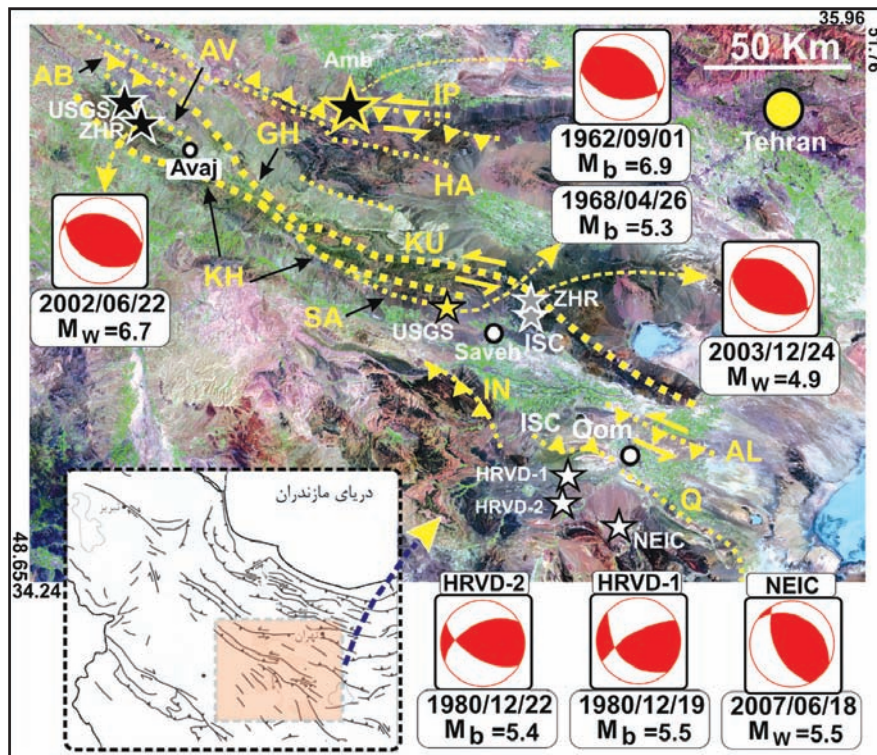 35.96
51.76
50 Km
AB
AV
Amb
IP
USGS
ZHR
Tehran
GH
Avaj
HA
1962/09/01
Mb=6.9
1968/04/26
Mb=5.3
KU
KH
2002/06/22
Mw=6.7
SA
USGS
ZHR
ISC
Saveh
2003/12/24
Mw=4.9
IN
ISC
Qom
AL
HRVD-1
HRVD-2
Q
NEIC
دریای مازندران
تبریز
تهران
48.65
34.24
HRVD-2
HRVD-1
NEIC
1980/12/22
Mb=5.4
1980/12/19
Mb=5.5
2007/06/18
Mw=5.5